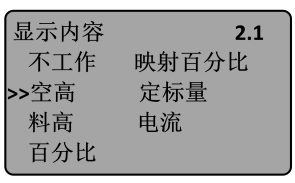 显示内容 2.1
不工作 映射百分比
>>空高 定标量
料高 电流
百分比